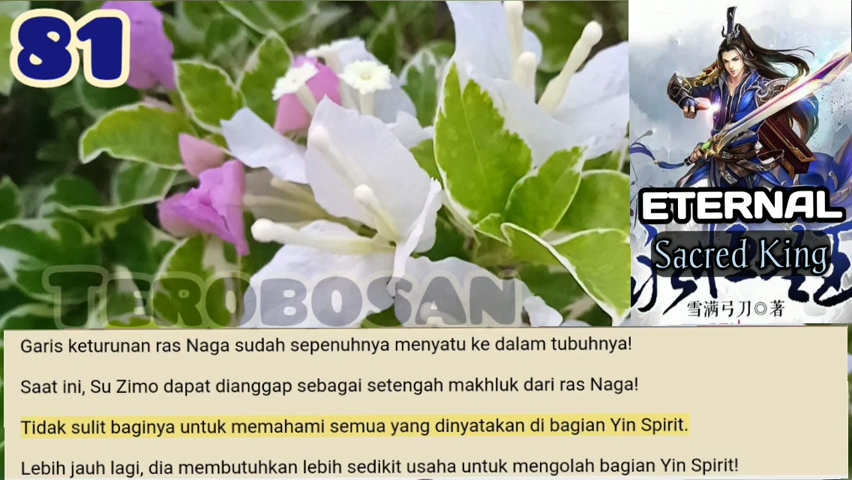 81
ETERNAL
Sacred King
雪满弓刀◎著
TEROBOSAN
Garis keturunan ras Naga sudah sepenuhnya menyatu ke dalam tubuhnya!
Saat ini, Su Zimo dapat dianggap sebagai setengah makhluk dari ras Naga!
Tidak sulit baginya untuk memahami semua yang dinyatakan di bagian Yin Spirit.
Lebih jauh lagi, dia membutuhkan lebih sedikit usaha untuk mengolah bagian Yin Spirit!